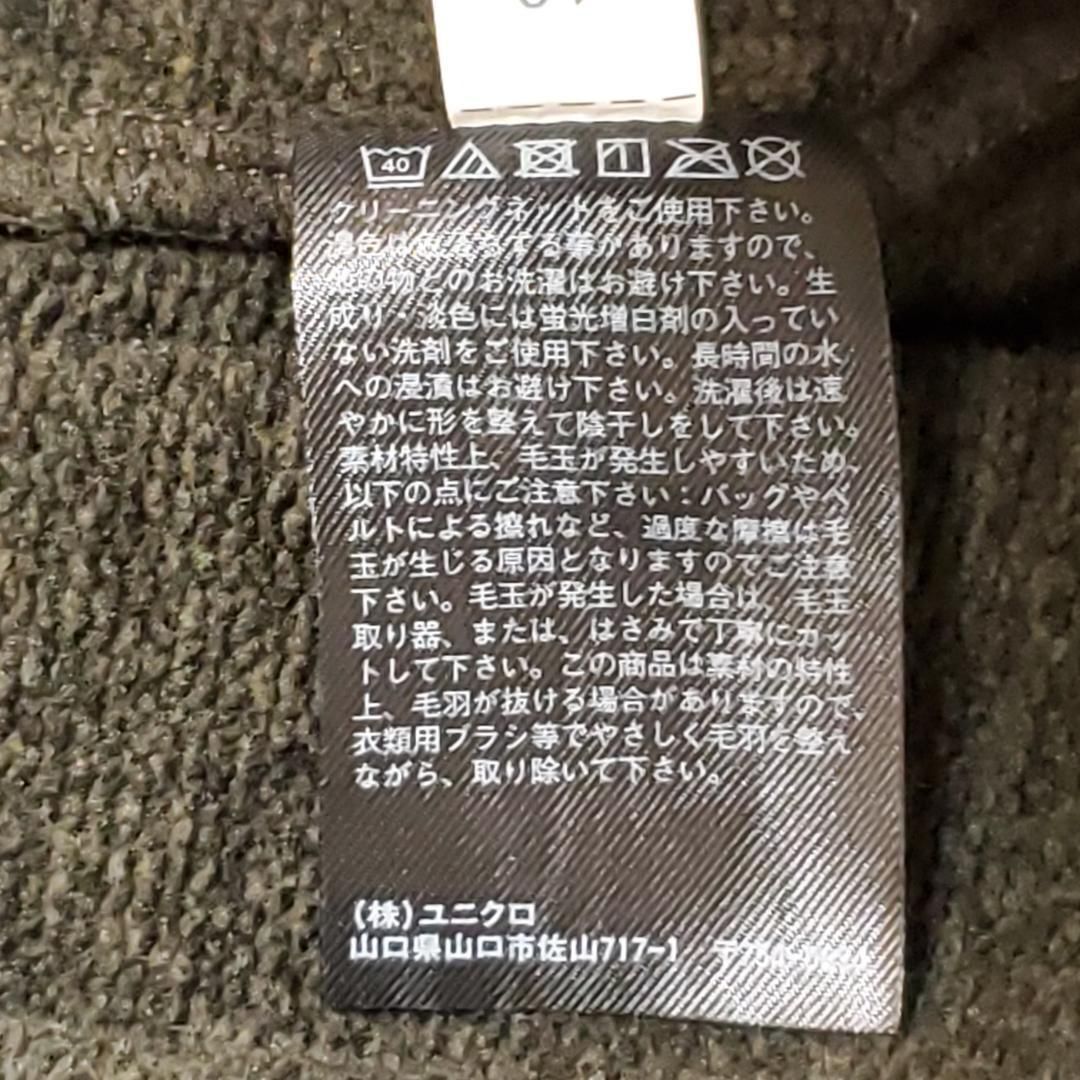 40
クリーニングネットをご使用下さい。
濃色は色落ちする事がありますので、
他の物とのお洗濯はお避け下さい。生
成り・淡色には蛍光増白剤の入ってい
ない洗剤をご使用下さい。長時間の水
への浸漬はお避け下さい。洗濯後は速
やかに形を整えて陰干しをして下さい。
素材特性上、毛玉が発生しやすいため、
以下の点にご注意下さい：バッグやベ
ルトによる擦れなど、過度な摩擦は毛
玉が生じる原因となりますのでご注意
下さい。毛玉が発生した場合は、毛玉
取り器、または、はさみで丁寧にカッ
トして下さい。この商品は素材の特性
上、毛羽が抜ける場合がありますので、
衣類用ブラシ等でやさしく毛羽を整え
ながら、取り除いて下さい。
(株)ユニクロ
山口県山口市佐山717-1